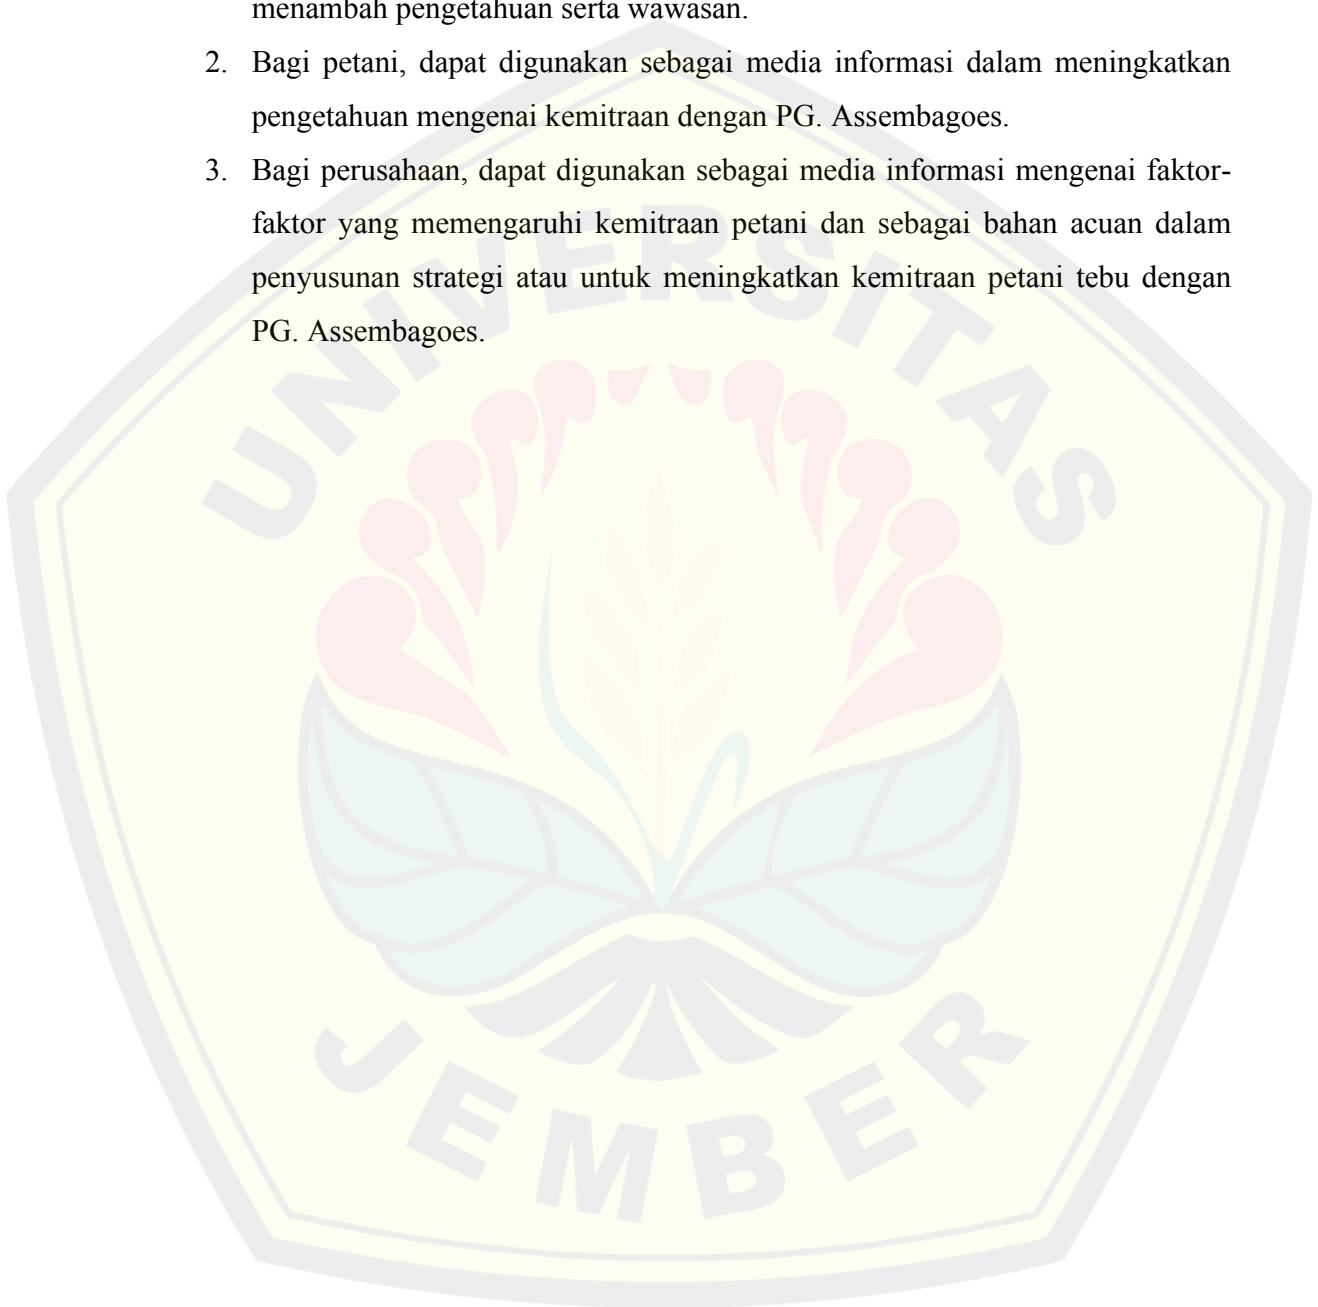 menambah pengetahuan serta wawasan.
2. Bagi petani, dapat digunakan sebagai media informasi dalam meningkatkan
pengetahuan mengenai kemitraan dengan PG. Assembagoes.
3. Bagi perusahaan, dapat digunakan sebagai media informasi mengenai faktor-
faktor yang memengaruhi kemitraan petani dan sebagai bahan acuan dalam
penyusunan strategi atau untuk meningkatkan kemitraan petani tebu dengan
PG. Assembagoes.
UNIVERSITAS
JEMBER